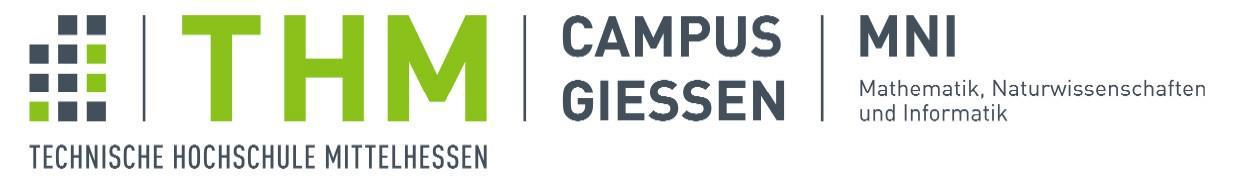 THM
TECHNISCHE HOCHSCHULE MITTELHESSEN
CAMPUS
GIESSEN
MNI
Mathematik, Naturwissenschaften
und Informatik